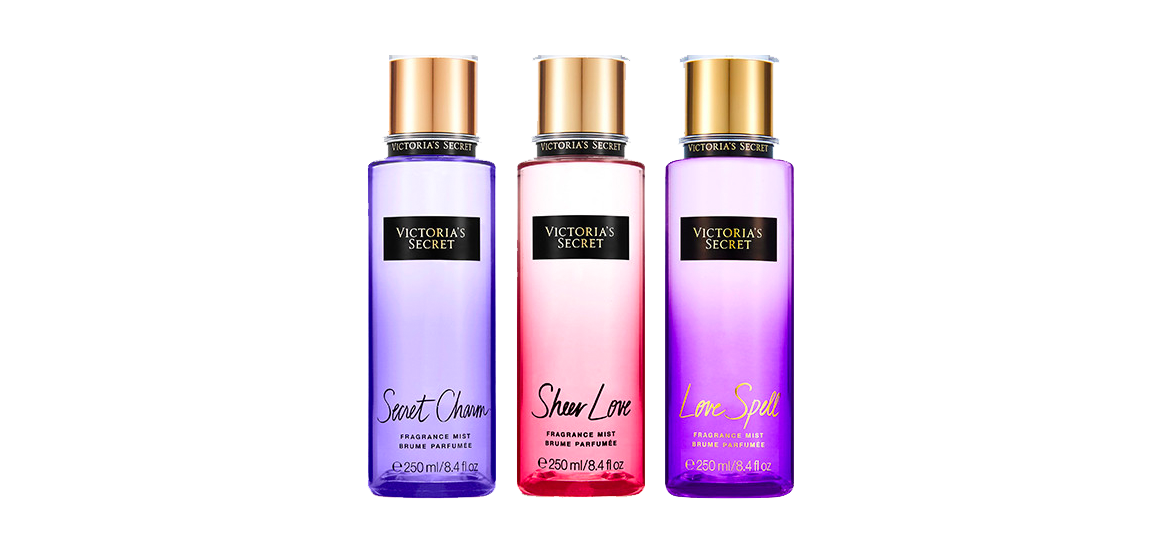 VICTORIA'S SECRET
VICTORIA'S
SECRET
Secret Charm
FRAGRANCE MIST
BRUME PARFUMÉE
e 250 ml/8.4 fl oz
VICTORIA'S SECRET
VICTORIA'S
SECRET
Sheer Love
FRAGRANCE MIST
BRUME PARFUMÉE
e 250 ml/8.4 fl oz
VICTORIA'S SECRET
VICTORIA'S
SECRET
Love Spell
FRAGRANCE MIST
BRUME PARFUMÉE
e 250 ml/8.4 fl oz